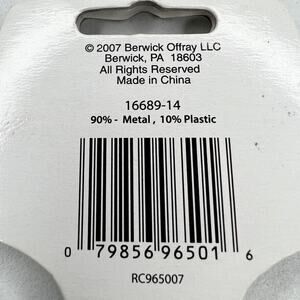 © 2007 Berwick Offray LLC
Berwick, PA 18603
All Rights Reserved
Made in China
16689-14
90% - Metal , 10% Plastic
0 79856 96501 6
RC965007